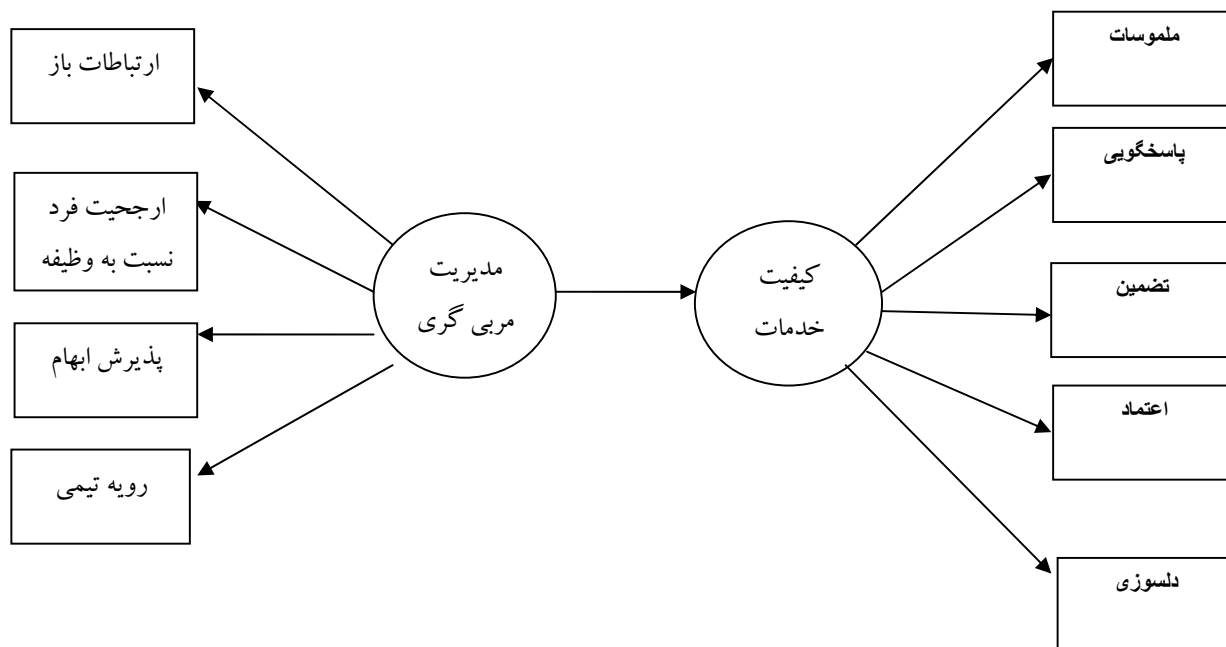 ملموسات
ارتباطات باز
پاسخگویی
ارجحیت فرد
نسبت به وظیفه
مدیریت
مربی گری
کیفیت
خدمات
تضمین
پذیرش ابهام
اعتماد
رویه تیمی
دلسوزی